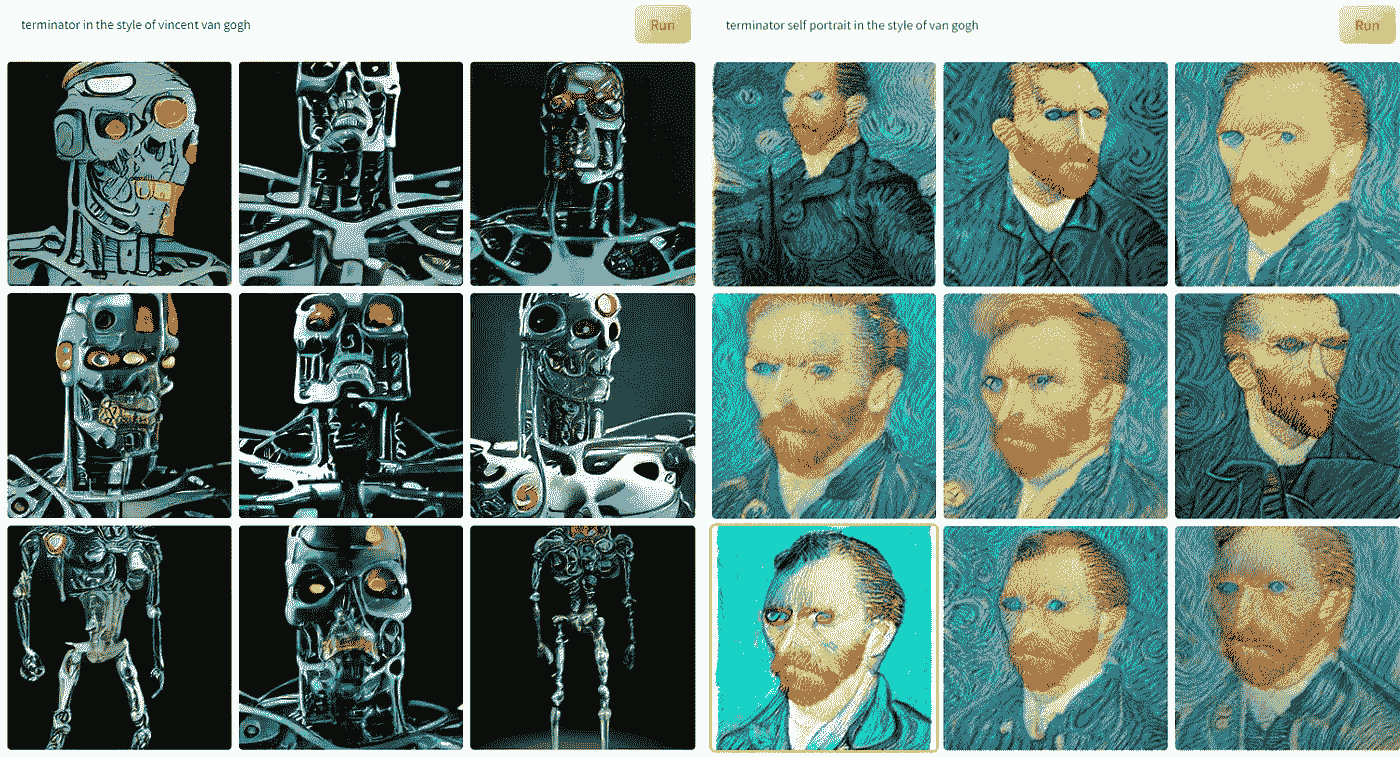 terminator in the style of vincent van gogh
Run
terminator self portrait in the style of van gogh
Run